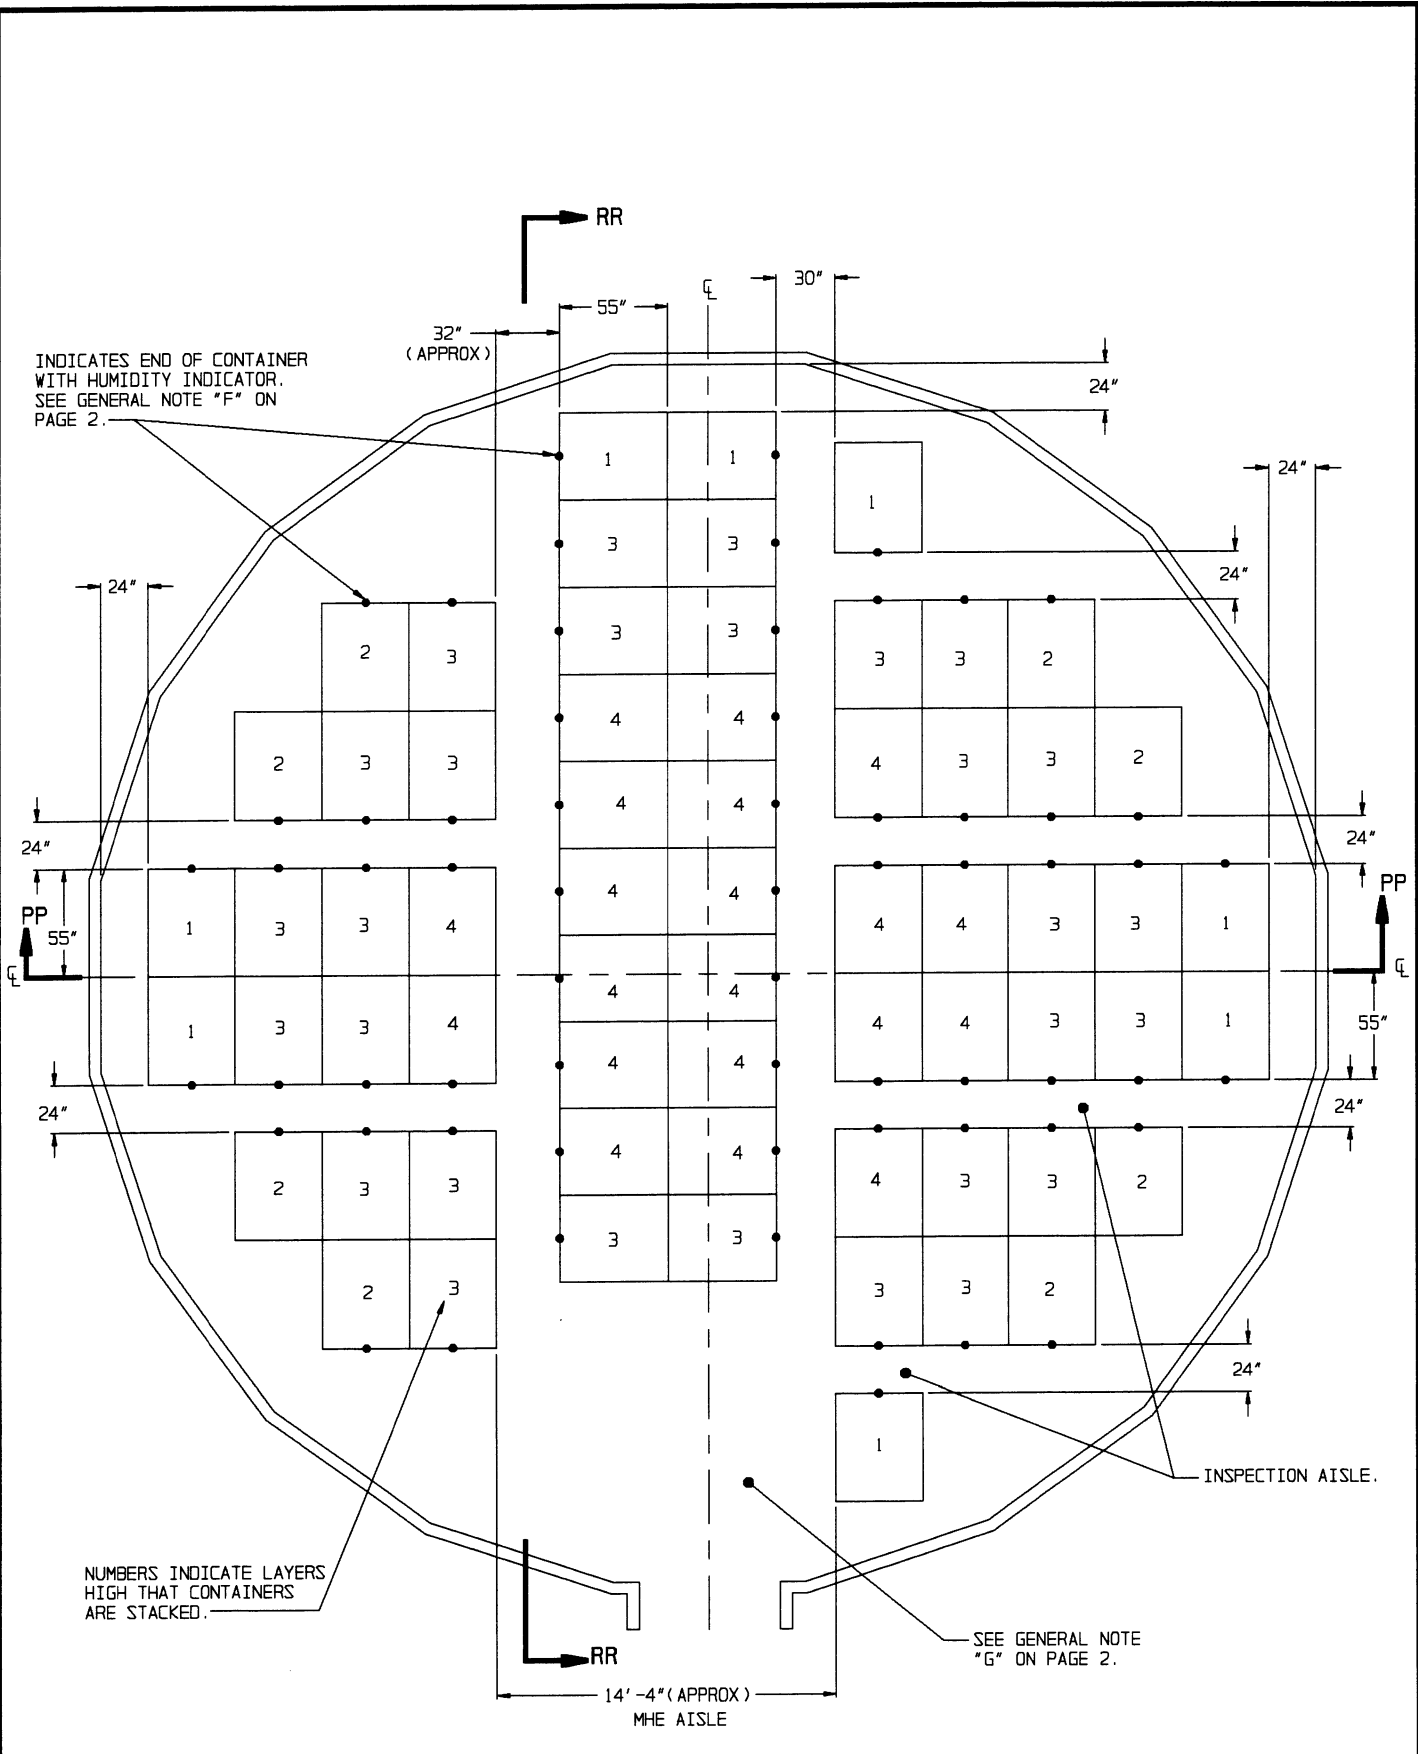 RR
30"
℄
55"
32"
(APPROX)
INDICATES END OF CONTAINER
WITH HUMIDITY INDICATOR.
SEE GENERAL NOTE "F" ON
PAGE 2.
24"
1 1
24"
1
3 3
24"
24"
3 3
2 3
3 3 2
4 4
2 3 3
4 3 3 2
4 4
24"
24"
PP
PP
4 4
1 3 3 4
4 4 3 3 1
55"
℄
℄
4 4
1 3 3 4
4 4 3 3 1
55"
4 4
24"
24"
4 4
2 3 3
4 3 3 2
3 3
2 3
3 3 2
24"
1
INSPECTION AISLE.
NUMBERS INDICATE LAYERS
HIGH THAT CONTAINERS
ARE STACKED.
SEE GENERAL NOTE
"G" ON PAGE 2.
RR
14'-4"(APPROX)
MHE AISLE